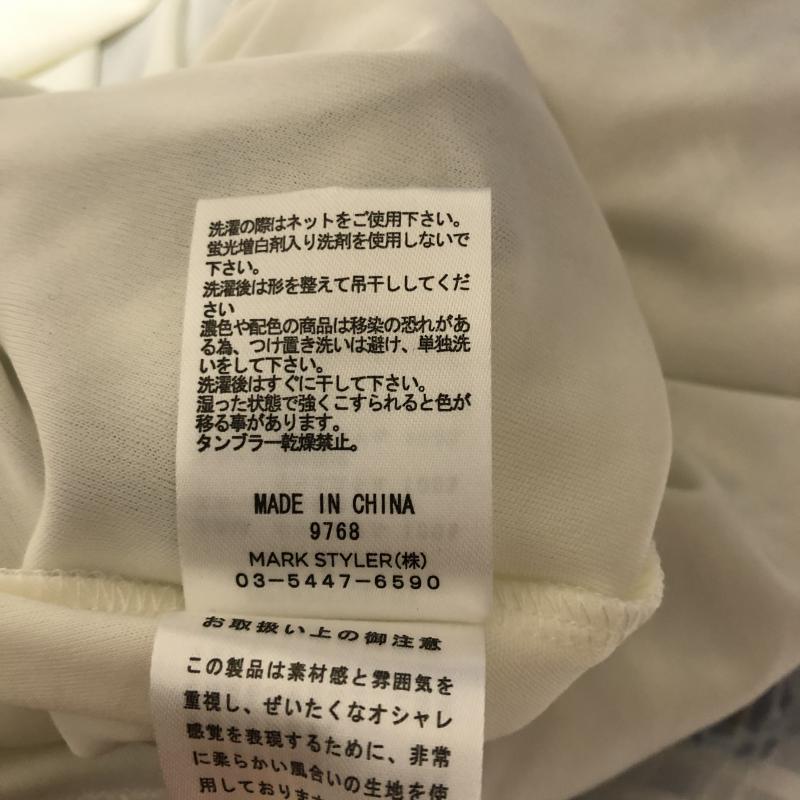 洗濯の際はネットをご使用下さい。
蛍光増白剤入り洗剤を使用しないで
下さい。
洗濯後は形を整えて吊干ししてくだ
さい
濃色や配色の商品は移染の恐れがあ
る為、つけ置き洗いは避け、単独洗
いをして下さい。
洗濯後はすぐに干して下さい。
湿った状態で強くこすられると色が
移る事があります。
タンブラー乾燥禁止。
MADE IN CHINA
9768
MARK STYLER(株)
03-5447-6590
お取扱い上の御注意
この製品は素材感と雰囲気を
重視し、ぜいたくなオシャレ
感覚を表現するために、非常
に柔らかい風合いの生地を使
用しておりま